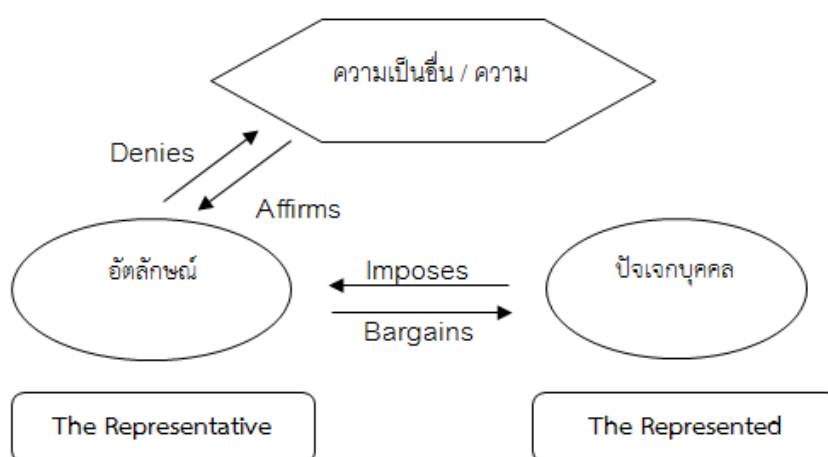 ความเป็นอื่น / ความ
Denies
Affirms
อัตลักษณ์
Imposes
ปัจเจกบุคคล
Bargains
The Representative
The Represented